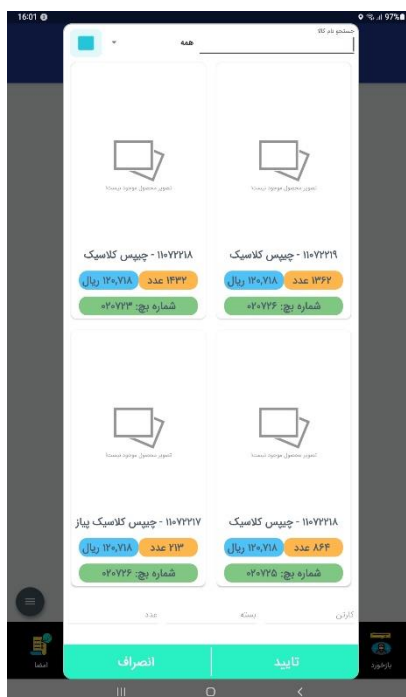 16:01
97%
جستجو نام کالا
همه
تصویر محصول موجود نیست!
تصویر محصول موجود نیست!
۱۱۰۷۲۲۱۹ - چیپس کلاسیک
۱۱۰۷۲۲۱۸ - چیپس کلاسیک
۱۳۶۲ عدد
۱۲۰,۷۱۸ ریال
۱۴۳۲ عدد
۱۲۰,۷۱۸ ریال
شماره بچ: ۰۲۰۷۲۶
شماره بچ: ۰۲۰۷۲۳
تصویر محصول موجود نیست!
تصویر محصول موجود نیست!
۱۱۰۷۲۲۱۸ - چیپس کلاسیک
۱۱۰۷۲۲۱۷ - چیپس کلاسیک پیاز
۸۶۴ عدد
۱۲۰,۷۱۸ ریال
۲۱۳ عدد
۱۲۰,۷۱۸ ریال
شماره بچ: ۰۲۰۷۲۵
شماره بچ: ۰۲۰۷۲۶
کارتن
بسته
عدد
تایید
انصراف
بازخورد
امضا